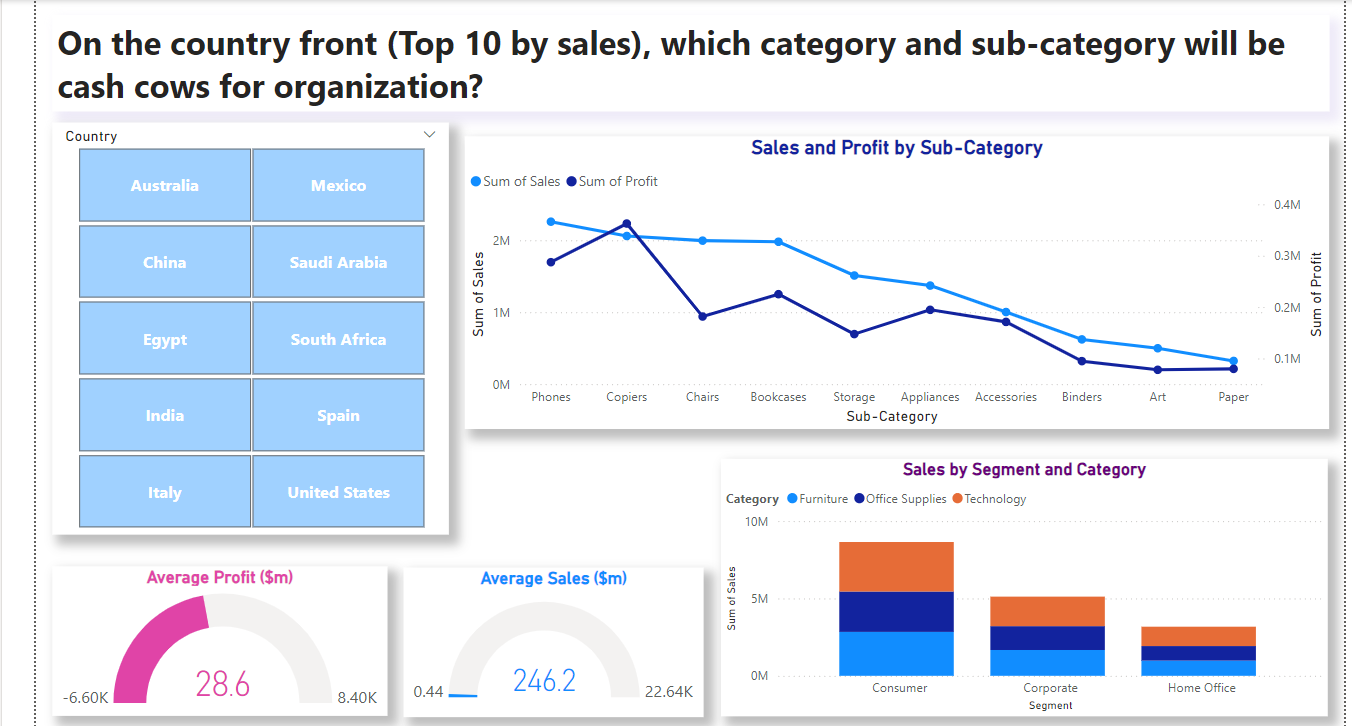 On the country front (Top 10 by sales), which category and sub-category will be
cash cows for organization?
Country
Australia
Mexico
China
Saudi Arabia
Egypt
South Africa
India
Spain
Italy
United States
Sales and Profit by Sub-Category
Sum of Sales
Sum of Profit
Sum of Sales
2M
1M
0M
0.4M
0.3M
0.2M
0.1M
Sum of Profit
Phones
Copiers
Chairs
Bookcases
Storage
Appliances
Accessories
Binders
Art
Paper
Sub-Category
Average Profit ($m)
-6.60K
28.6
8.40K
Average Sales ($m)
0.44
246.2
22.64K
Sales by Segment and Category
Category
Furniture
Office Supplies
Technology
Sum of Sales
10M
5M
0M
Consumer
Corporate
Home Office
Segment